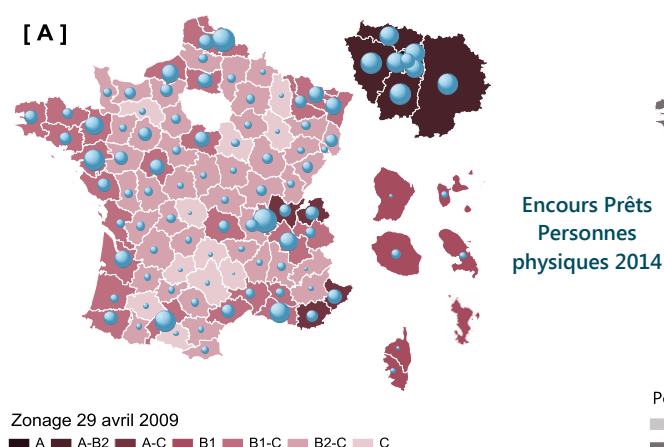 [ A ]
Encours Prêts
Personnes
physiques 2014
Zonage 29 avril 2009
A A-B2 A-C B1 B1-C B2-C C